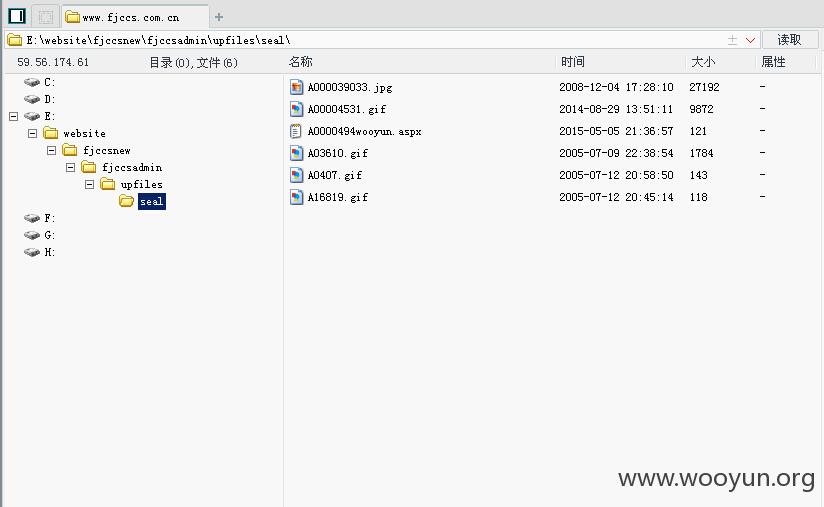 www.fjccs.com.cn
E:\website\fjccsnew\fjccsadmin\upfiles\seal\
读取
59.56.174.61 目录(0),文件(6) 名称 时间 大小 属性
C:
D:
E:
website
fjccsnew
fjccsadmin
upfiles
seal
F:
G:
H:
A000039033.jpg 2008-12-04 17:28:10 27192 -
A00004531.gif 2014-08-29 13:51:11 9872 -
A0000494wooyun.aspx 2015-05-05 21:36:57 121 -
A03610.gif 2005-07-09 22:38:54 1784 -
A0407.gif 2005-07-12 20:58:50 143 -
A16819.gif 2005-07-12 20:45:14 118 -
www.wooyun.org